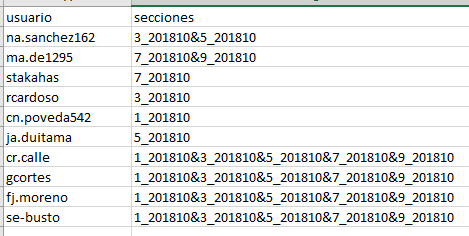 usuario secciones
na.sanchez162 3_201810&5_201810
ma.de1295 7_201810&9_201810
stakahas 7_201810
rcardoso 3_201810
cn.poveda542 1_201810
ja.duitama 5_201810
cr.calle 1_201810&3_201810&5_201810&7_201810&9_201810
gcortes 1_201810&3_201810&5_201810&7_201810&9_201810
fj.moreno 1_201810&3_201810&5_201810&7_201810&9_201810
se-busto 1_201810&3_201810&5_201810&7_201810&9_201810